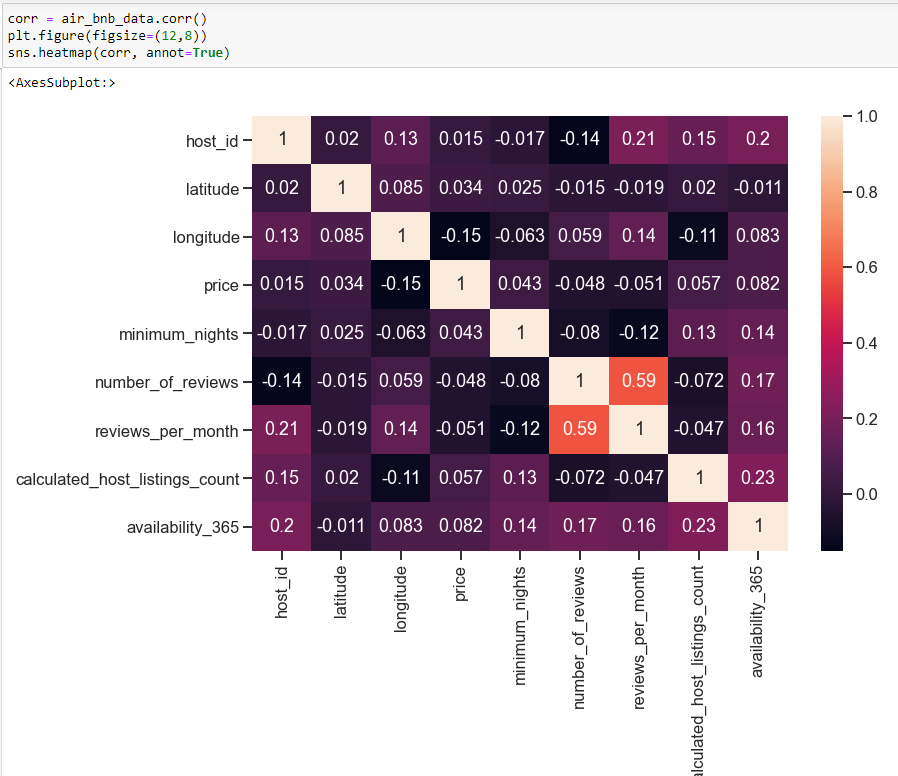 corr = air_bnb_data.corr()
plt.figure(figsize=(12,8))
sns.heatmap(corr, annot=True)
<AxesSubplot:>
host_id 1 0.02 0.13 0.015 -0.017 -0.14 0.21 0.15 0.2
latitude 0.02 1 0.085 0.034 0.025 -0.015 -0.019 0.02 -0.011
longitude 0.13 0.085 1 -0.15 -0.063 0.059 0.14 -0.11 0.083
price 0.015 0.034 -0.15 1 0.043 -0.048 -0.051 0.057 0.082
minimum_nights -0.017 0.025 -0.063 0.043 1 -0.08 -0.12 0.13 0.14
number_of_reviews -0.14 -0.015 0.059 -0.048 -0.08 1 0.59 -0.072 0.17
reviews_per_month 0.21 -0.019 0.14 -0.051 -0.12 0.59 1 -0.047 0.16
calculated_host_listings_count 0.15 0.02 -0.11 0.057 0.13 -0.072 -0.047 1 0.23
availability_365 0.2 -0.011 0.083 0.082 0.14 0.17 0.16 0.23 1
host_id
latitude
longitude
price
minimum_nights
number_of_reviews
reviews_per_month
alculated_host_listings_count
availability_365
1.0
0.8
0.6
0.4
0.2
0.0